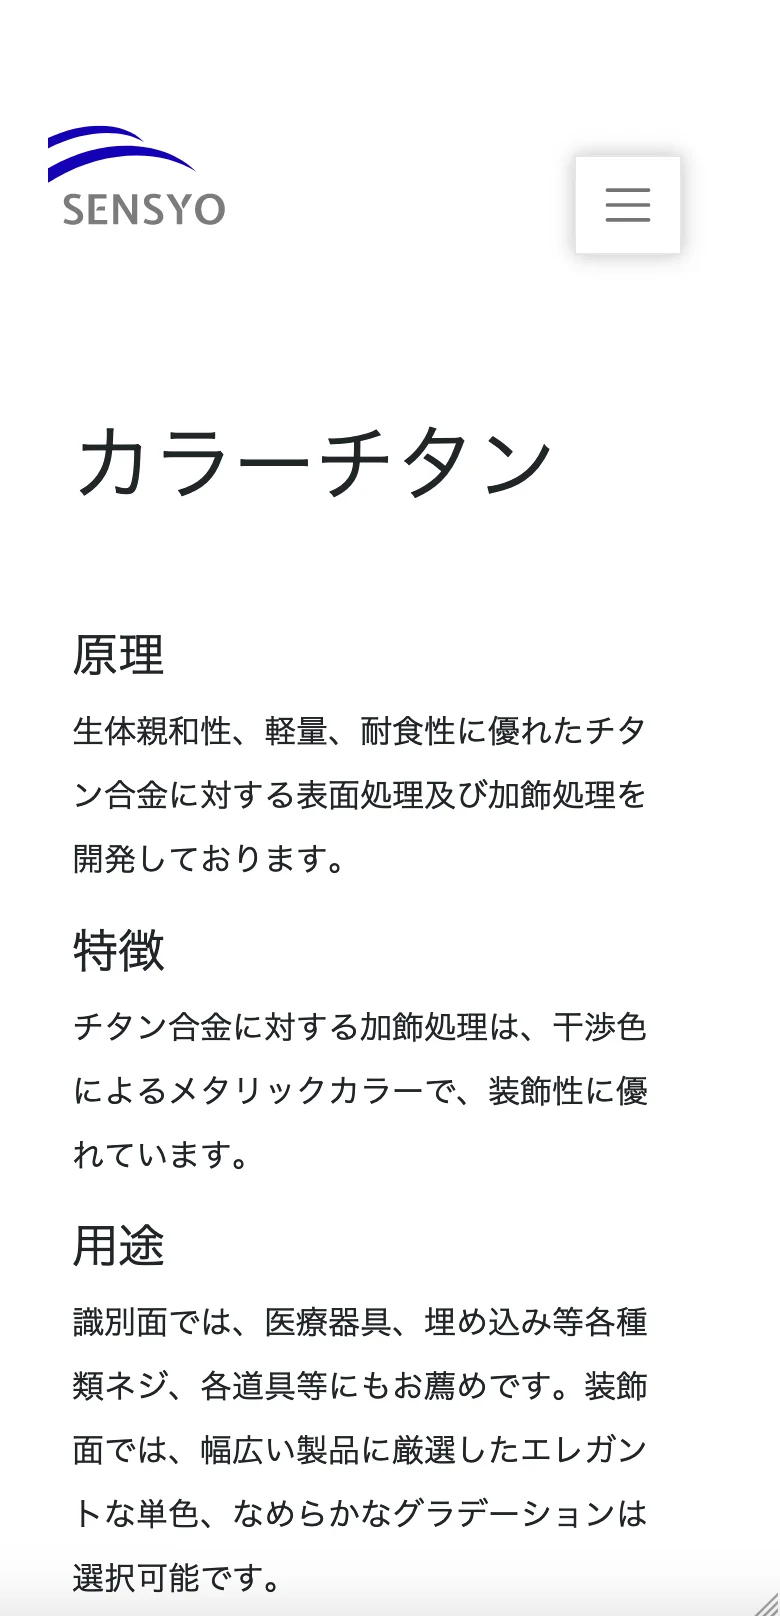 SENSYO
カラーチタン
原理
生体親和性、軽量、耐食性に優れたチタ
ン合金に対する表面処理及び加飾処理を
開発しております。
特徴
チタン合金に対する加飾処理は、干渉色
によるメタリックカラーで、装飾性に優
れています。
用途
識別面では、医療器具、埋め込み等各種
類ネジ、各道具等にもお薦めです。装飾
面では、幅広い製品に厳選したエレガン
トな単色、なめらかなグラデーションは
選択可能です。